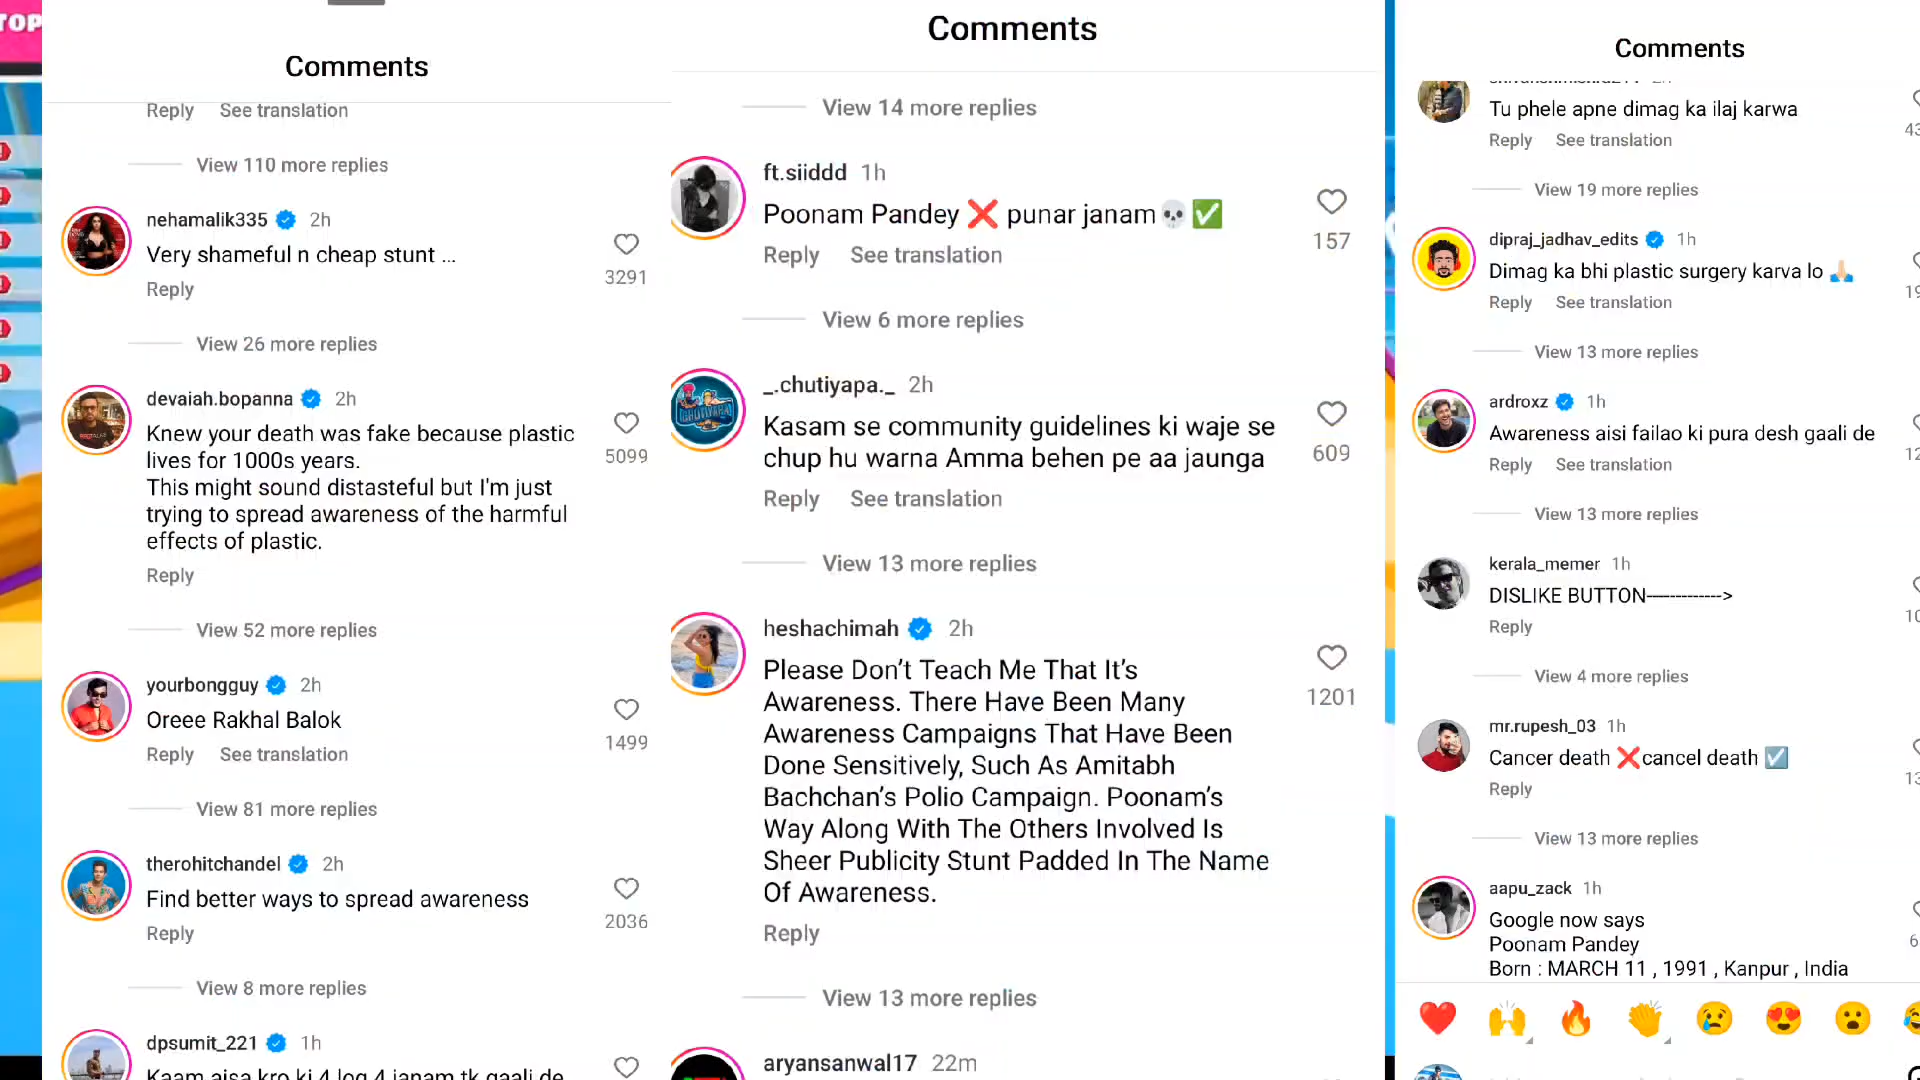 TOP
Comments
Reply See translation
View 110 more replies
nehamalik335 2h
Very shameful n cheap stunt ...
3291
Reply
View 26 more replies
devaiah.bopanna 2h
Knew your death was fake because plastic
lives for 1000s years.
This might sound distasteful but I'm just
trying to spread awareness of the harmful
effects of plastic.
5099
Reply
View 52 more replies
yourbongguy 2h
Oreee Rakhal Balok
1499
Reply See translation
View 81 more replies
therohitchandel 2h
Find better ways to spread awareness
2036
Reply
View 8 more replies
dpsumit_221 1h
Kaam aisa kro ki 4 log 4 janam tk gaali de
Comments
View 14 more replies
ft.siiddd 1h
Poonam Pandey ❌ punar janam💀✅
157
Reply See translation
View 6 more replies
_.chutiyapa._ 2h
Kasam se community guidelines ki waje se
chup hu warna Amma behen pe aa jaunga
609
Reply See translation
View 13 more replies
heshachimah 2h
Please Don’t Teach Me That It’s
Awareness. There Have Been Many
Awareness Campaigns That Have Been
Done Sensitively, Such As Amitabh
Bachchan’s Polio Campaign. Poonam’s
Way Along With The Others Involved Is
Sheer Publicity Stunt Padded In The Name
Of Awareness.
1201
Reply
View 13 more replies
aryansanwal17 22m
Comments
Tu phele apne dimag ka ilaj karwa
Reply See translation
View 19 more replies
dipraj_jadhav_edits 1h
Dimag ka bhi plastic surgery karva lo 🙏🏻
Reply See translation
View 13 more replies
ardroxz 1h
Awareness aisi failao ki pura desh gaali de
Reply See translation
View 13 more replies
kerala_memer 1h
DISLIKE BUTTON------------->
Reply
View 4 more replies
mr.rupesh_03 1h
Cancer death ❌cancel death ☑️
Reply
View 13 more replies
aapu_zack 1h
Google now says
Poonam Pandey
Born : MARCH 11 , 1991 , Kanpur , India